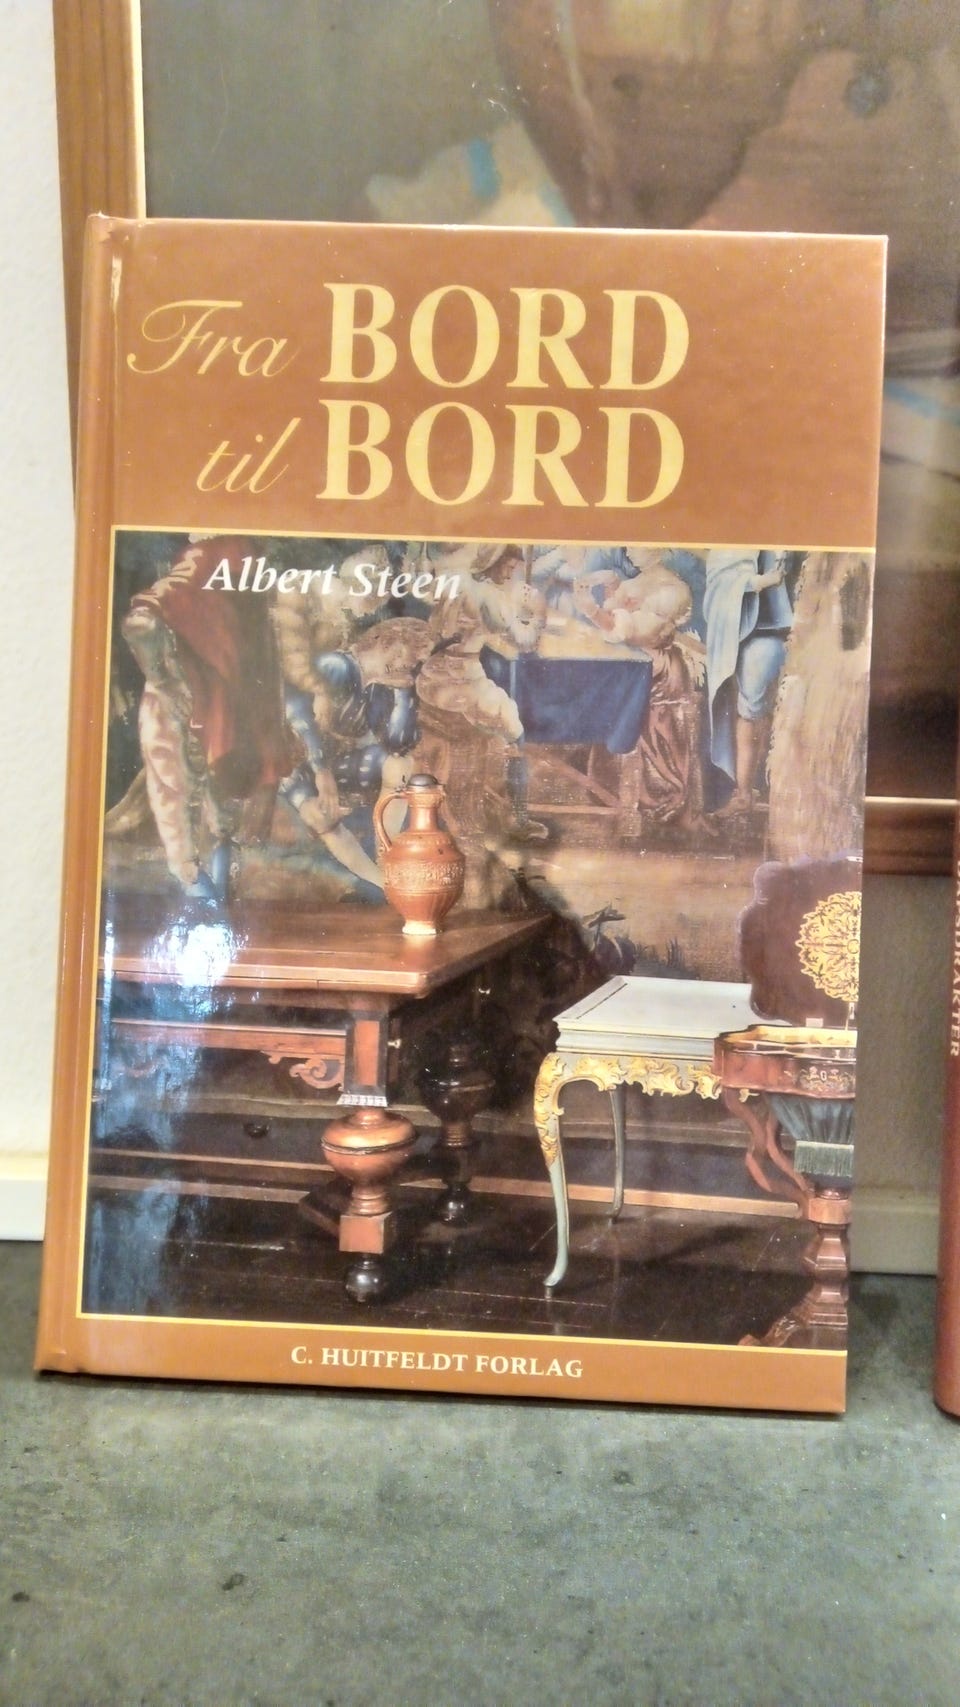 Fra BORD
til BORD
Albert Steen
C. HUITFELDT FORLAG